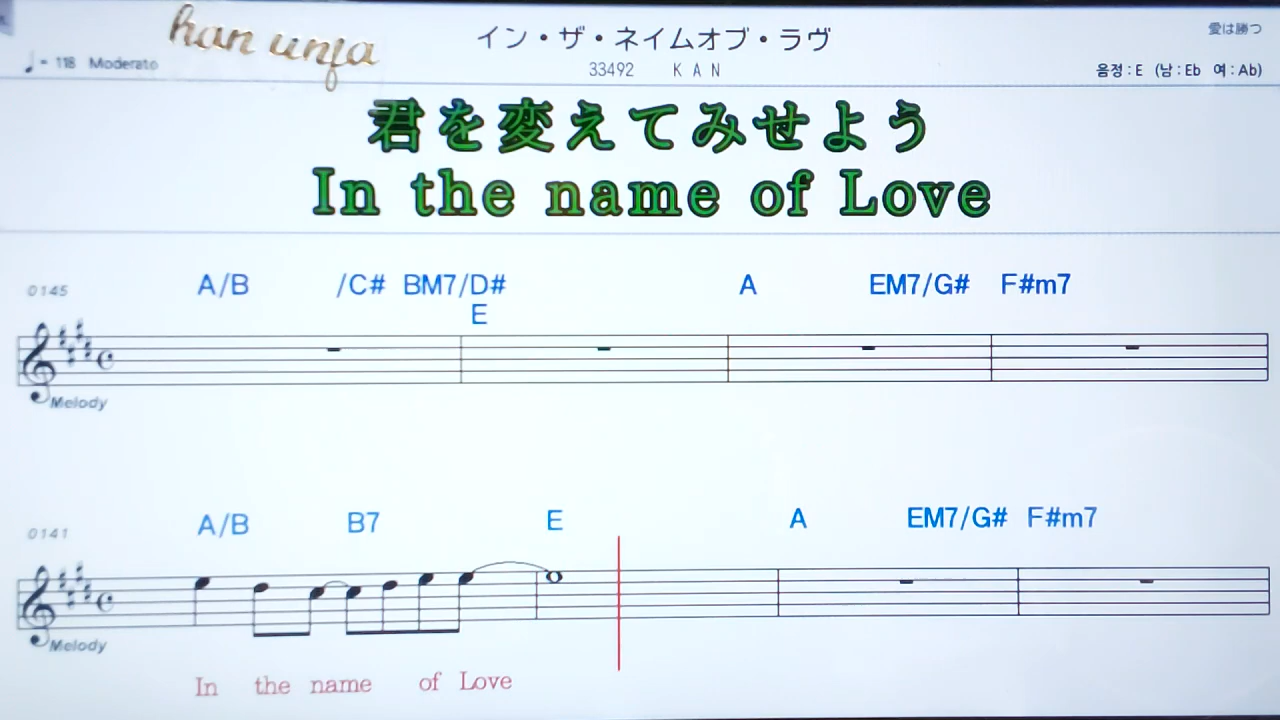 han unja
イン・ザ・ネイムオブ・ラヴ
愛は勝つ
♩= 118 Moderato
33492 K A N
음정 : E (남 : Eb 여 : Ab)
君を変えてみせよう
In the name of Love
0145 A/B /C# BM7/D# A EM7/G# F#m7
E
Melody
0141 A/B B7 E A EM7/G# F#m7
Melody
In the name of Love